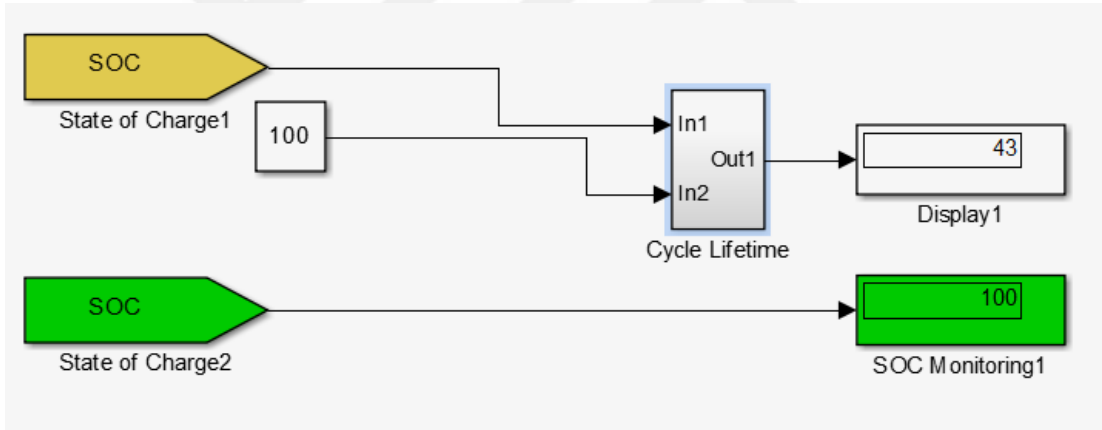 SOC
State of Charge1
100
In1
In2
Out1
Cycle Lifetime
43
Display1
SOC
State of Charge2
100
SOC Monitoring1